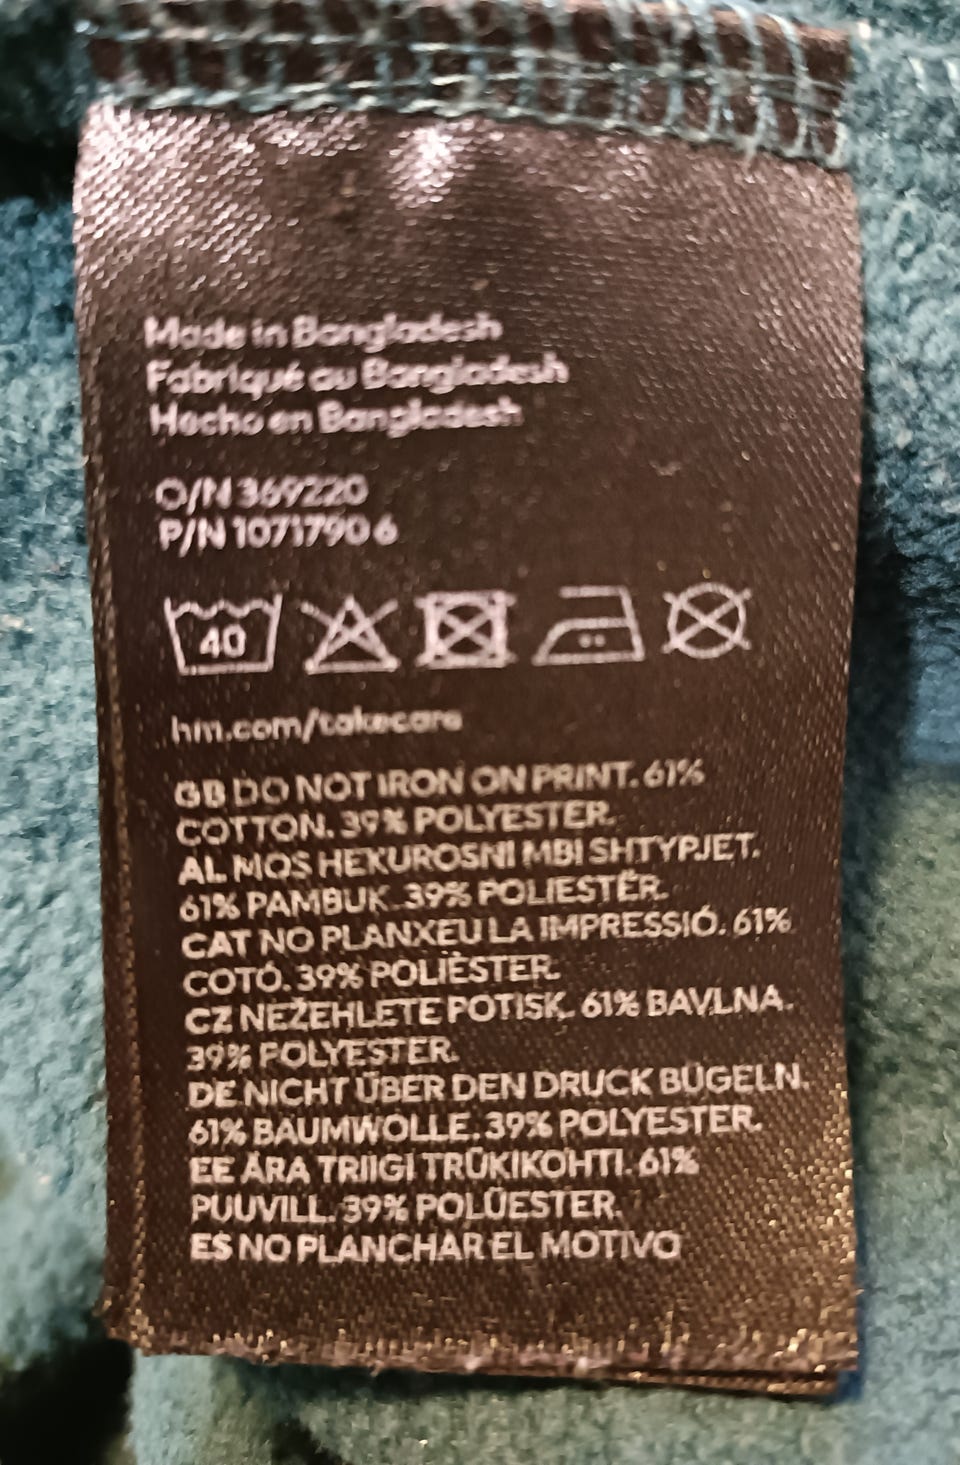 Made in Bangladesh
Fabriqué au Bangladesh
Hecho en Bangladesh
O/N 369220
P/N 10717906
40
hm.com/takecare
GB DO NOT IRON ON PRINT. 61%
COTTON. 39% POLYESTER.
AL MOS HEKUROSNI MBI SHTYPJET.
61% PAMBUK. 39% POLIESTËR.
CAT NO PLANXEU LA IMPRESSIÓ. 61%
COTÓ. 39% POLIÈSTER.
CZ NEŽEHLETE POTISK. 61% BAVLNA.
39% POLYESTER.
DE NICHT ÜBER DEN DRUCK BÜGELN.
61% BAUMWOLLE. 39% POLYESTER.
EE ÄRA TRIIGI TRÜKIKOHTI. 61%
PUUVILL. 39% POLÜESTER.
ES NO PLANCHAR EL MOTIVO